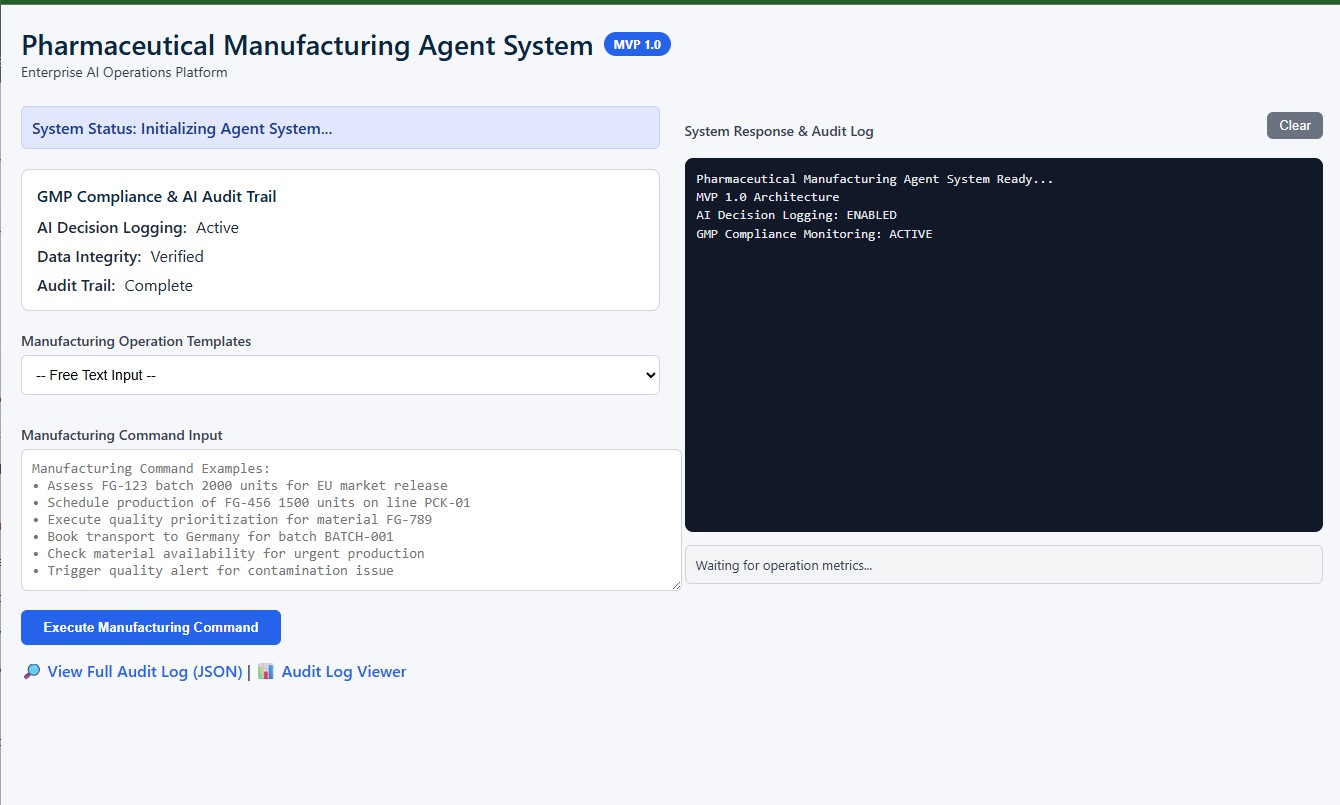 Pharmaceutical Manufacturing Agent System MVP 1.0
Enterprise AI Operations Platform
System Status: Initializing Agent System...
GMP Compliance & AI Audit Trail
AI Decision Logging: Active
Data Integrity: Verified
Audit Trail: Complete
Manufacturing Operation Templates
-- Free Text Input --
Manufacturing Command Input
Manufacturing Command Examples:
• Assess FG-123 batch 2000 units for EU market release
• Schedule production of FG-456 1500 units on line PCK-01
• Execute quality prioritization for material FG-789
• Book transport to Germany for batch BATCH-001
• Check material availability for urgent production
• Trigger quality alert for contamination issue
Execute Manufacturing Command
View Full Audit Log (JSON) | Audit Log Viewer
System Response & Audit Log
Clear
Pharmaceutical Manufacturing Agent System Ready...
MVP 1.0 Architecture
AI Decision Logging: ENABLED
GMP Compliance Monitoring: ACTIVE
Waiting for operation metrics...